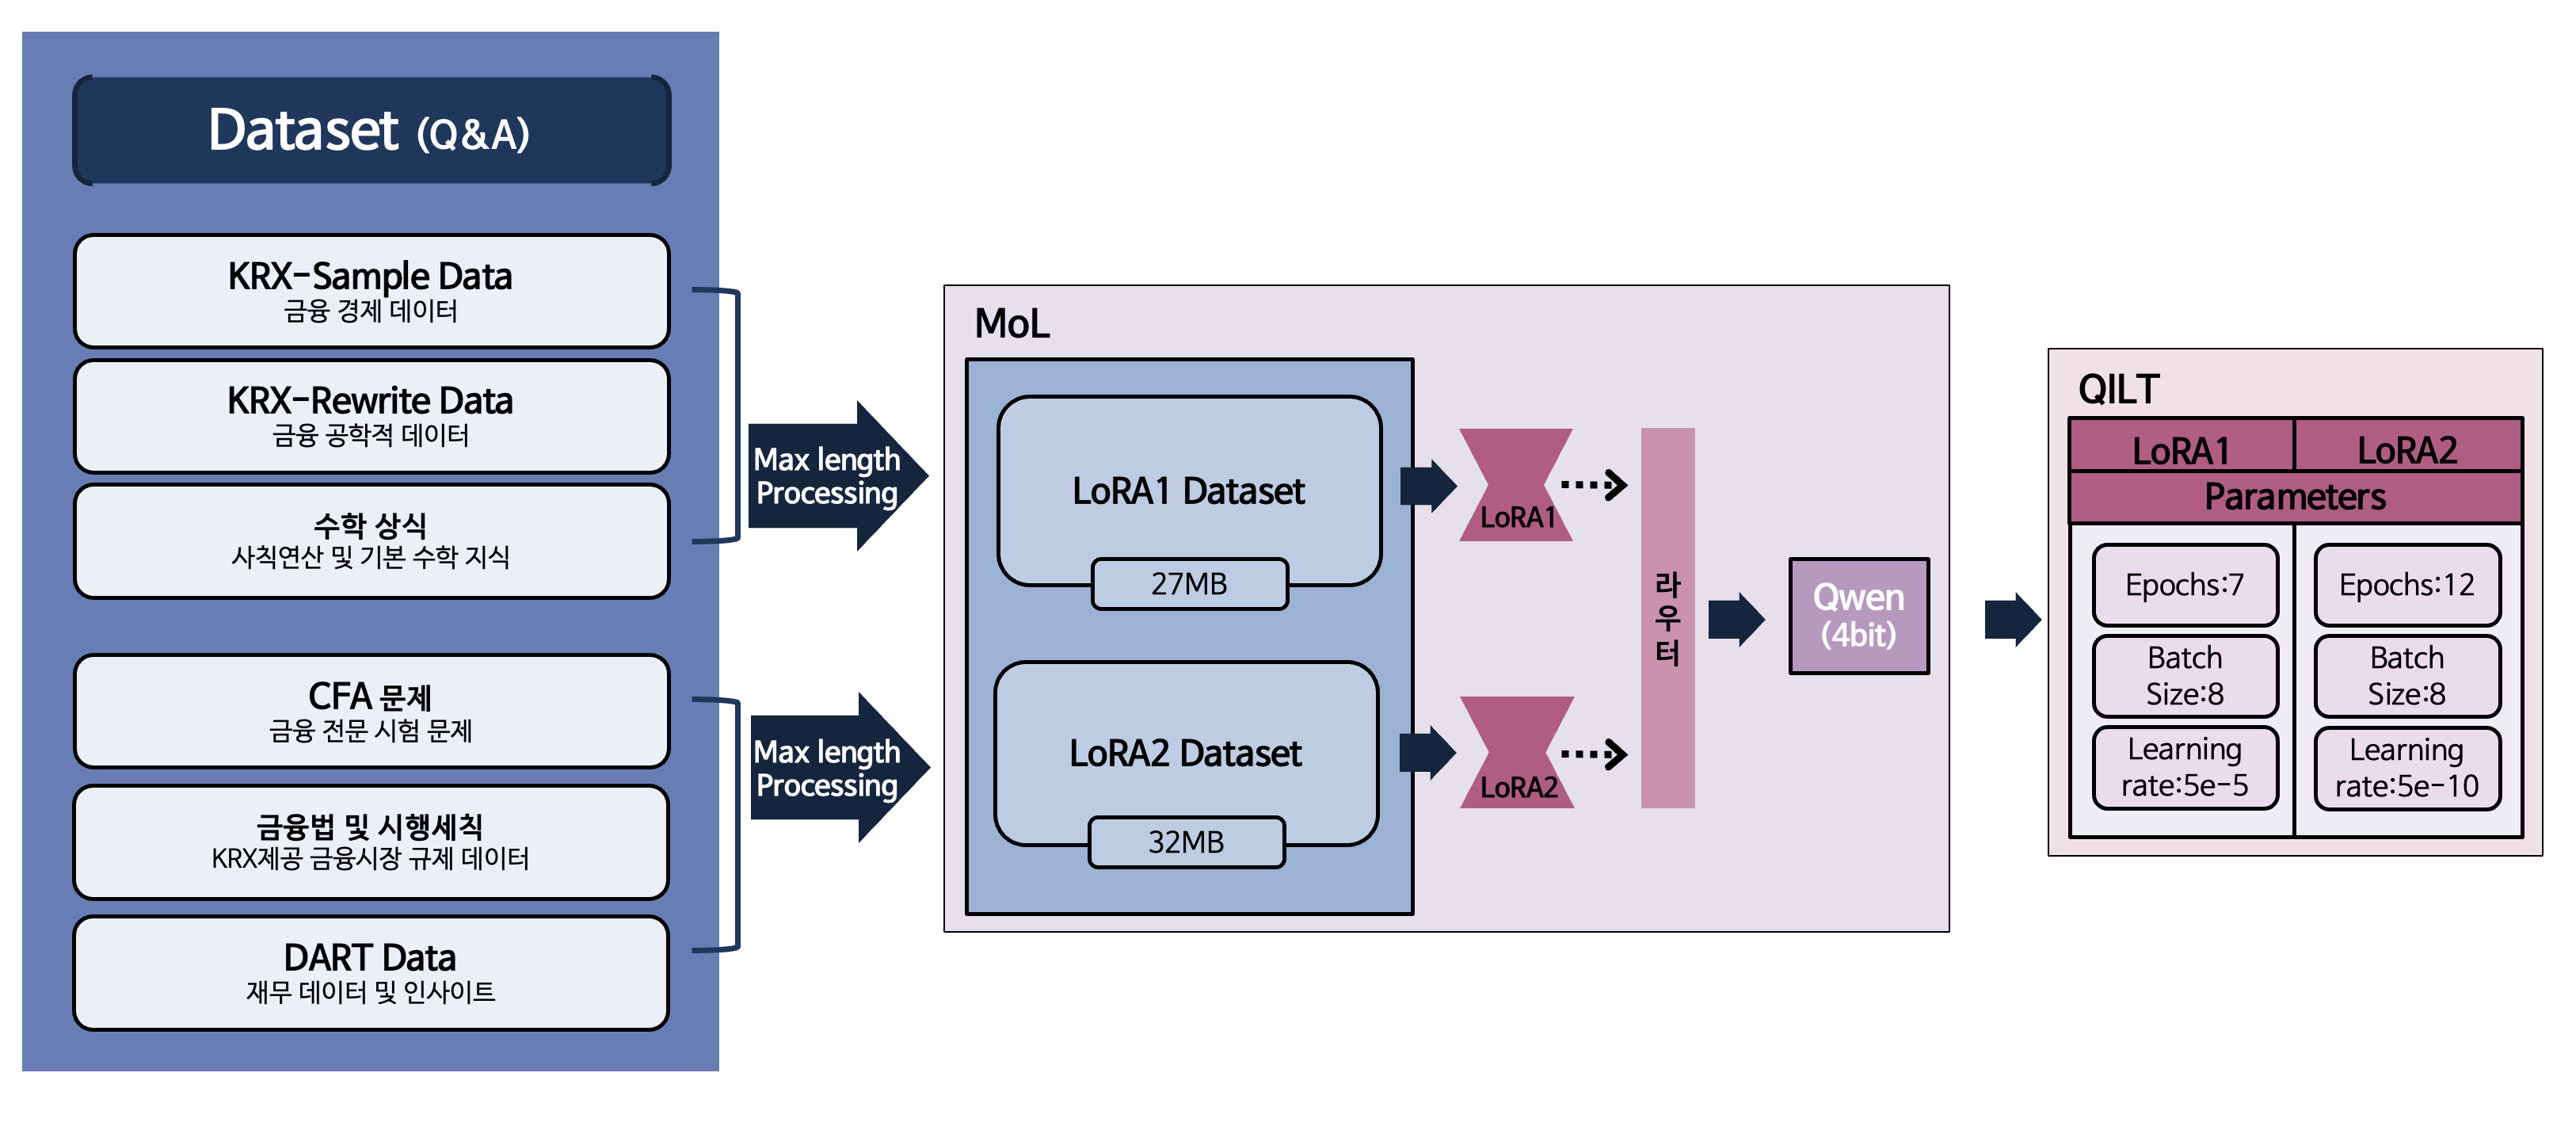 Dataset (Q&A)
KRX-Sample Data
금융 경제 데이터
KRX-Rewrite Data
금융 공학적 데이터
수학 상식
사칙연산 및 기본 수학 지식
CFA 문제
금융 전문 시험 문제
금융법 및 시행세칙
KRX제공 금융시장 규제 데이터
DART Data
재무 데이터 및 인사이트
Max length
Processing
Max length
Processing
MoL
LoRA1 Dataset
27MB
LoRA2 Dataset
32MB
LoRA1
LoRA2
라
우
터
Qwen
(4bit)
QILT
LoRA1
LoRA2
Parameters
Epochs:7
Epochs:12
Batch
Size:8
Batch
Size:8
Learning
rate:5e-5
Learning
rate:5e-10